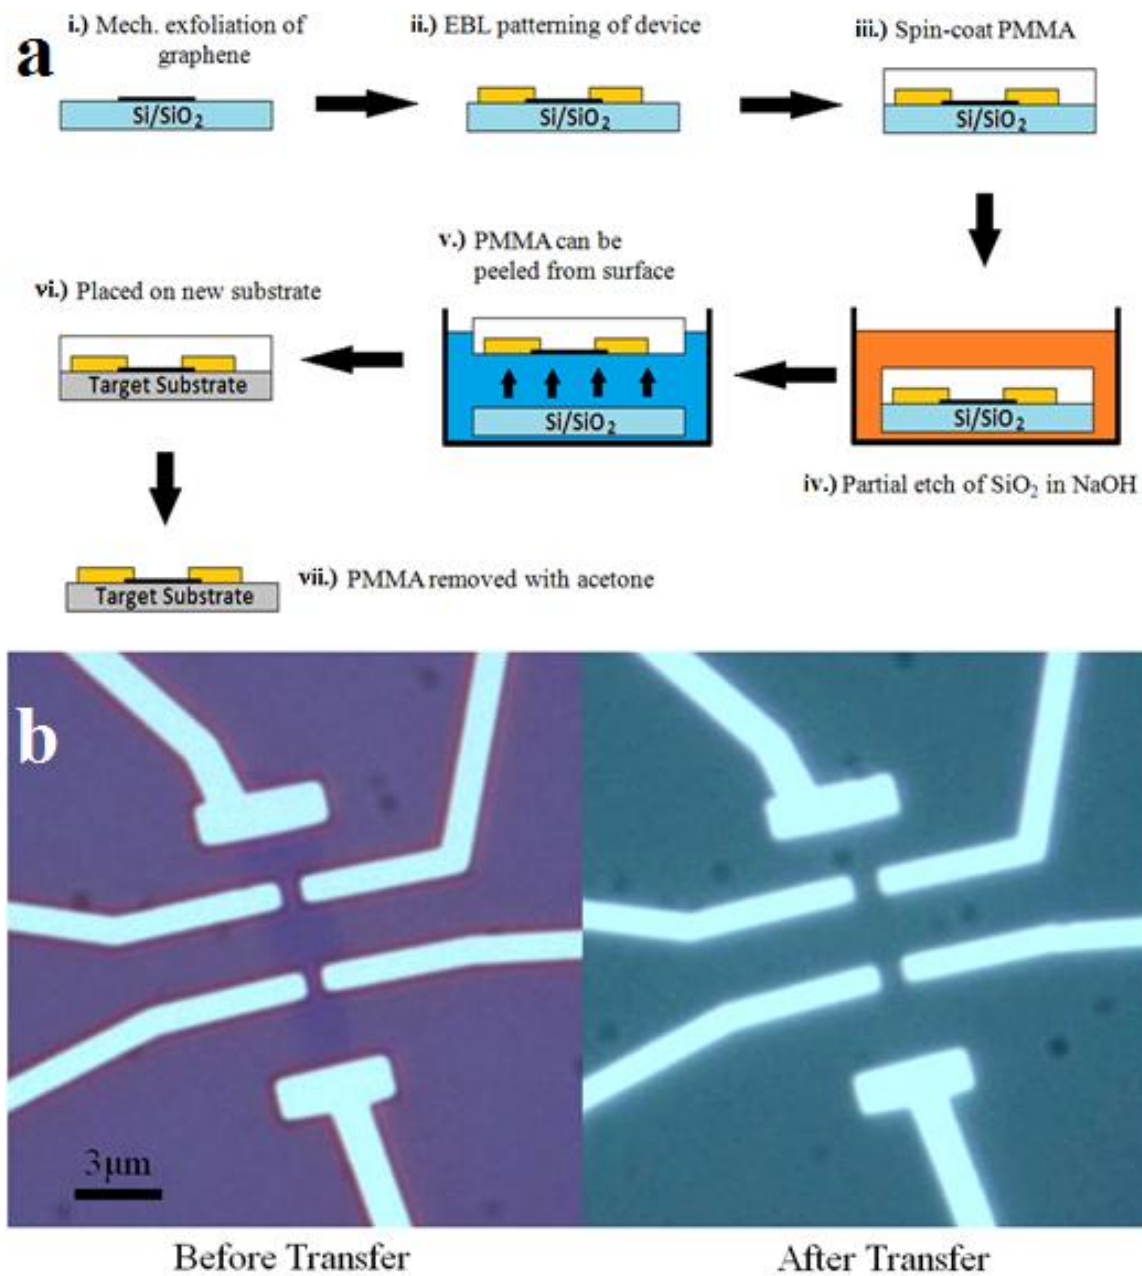 a
i.) Mech. exfoliation of
graphene
Si/SiO₂
ii.) EBL patterning of device
Si/SiO₂
iii.) Spin-coat PMMA
Si/SiO₂
iv.) Partial etch of SiO₂ in NaOH
Si/SiO₂
v.) PMMA can be
peeled from surface
Si/SiO₂
vi.) Placed on new substrate
Target Substrate
vii.) PMMA removed with acetone
Target Substrate
b
3μm
Before Transfer
After Transfer